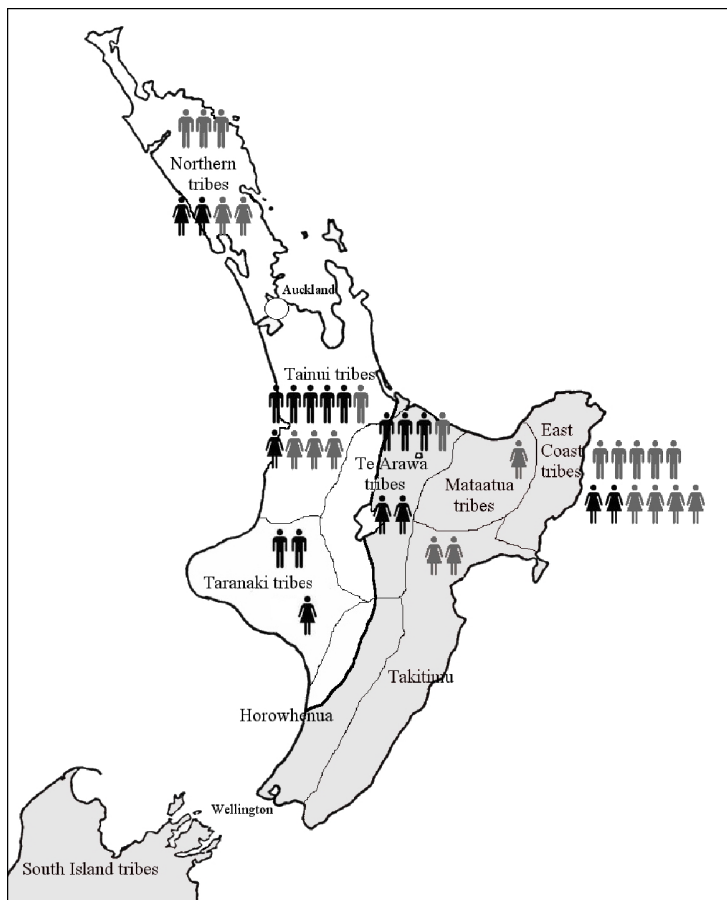 Northern
tribes
Auckland
Tainui tribes
East
Coast
tribes
Te Arawa
tribes
Mataatua
tribes
Taranaki tribes
Takitimu
Horowhenua
Wellington
South Island tribes